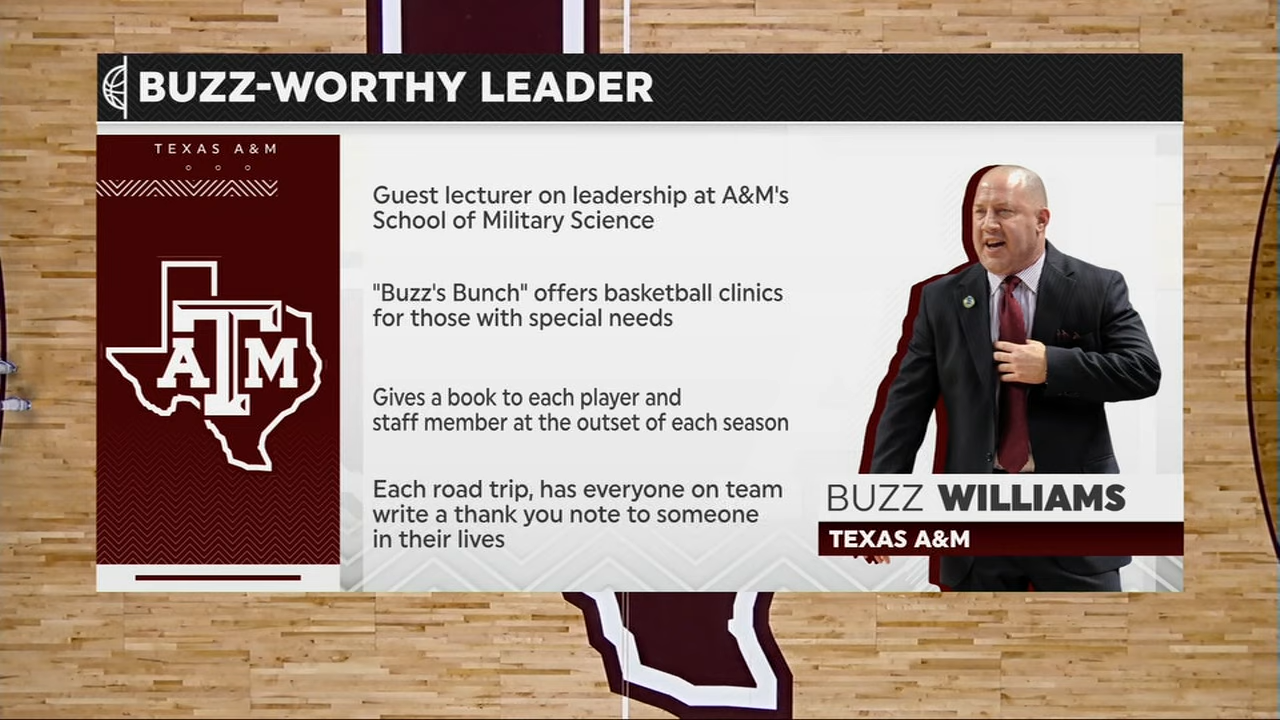 BUZZ-WORTHY LEADER
TEXAS A&M
ATM
Guest lecturer on leadership at A&M's
School of Military Science
"Buzz's Bunch" offers basketball clinics
for those with special needs
Gives a book to each player and
staff member at the outset of each season
Each road trip, has everyone on team
write a thank you note to someone
in their lives
BUZZ WILLIAMS
TEXAS A&M